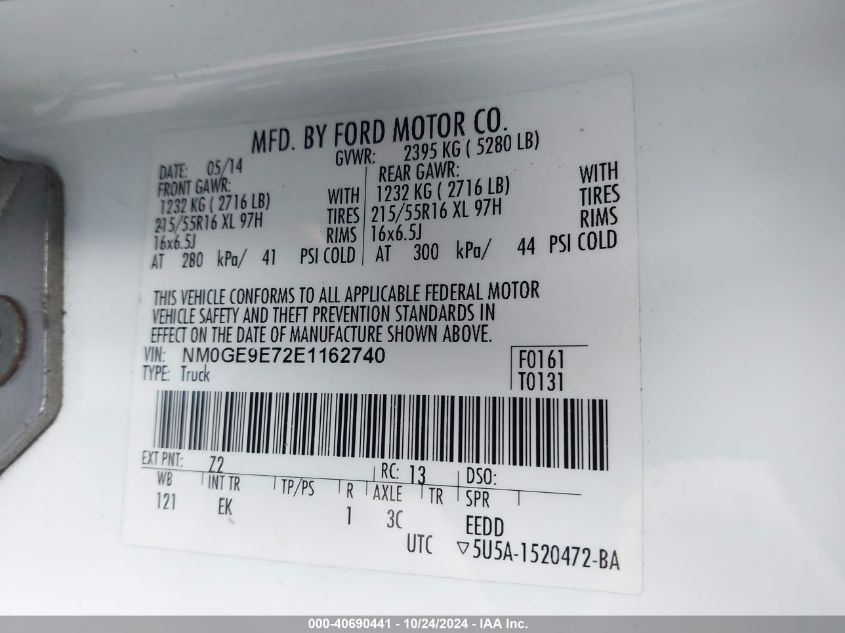 MFD. BY FORD MOTOR CO.
DATE: 05/14 GVWR: 2395 KG ( 5280 LB)
FRONT GAWR: REAR GAWR:
1232 KG ( 2716 LB) WITH 1232 KG ( 2716 LB) WITH
215/55R16 XL 97H TIRES 215/55R16 XL 97H TIRES
16x6.5J RIMS 16x6.5J RIMS
AT 280 kPa/ 41 PSI COLD AT 300 kPa/ 44 PSI COLD
THIS VEHICLE CONFORMS TO ALL APPLICABLE FEDERAL MOTOR
VEHICLE SAFETY AND THEFT PREVENTION STANDARDS IN
EFFECT ON THE DATE OF MANUFACTURE SHOWN ABOVE.
VIN: NM0GE9E72E1162740 F0161
TYPE: Truck T0131
EXT PNT: Z2 RC: 13 DSO:
WB INT TR TP/PS R AXLE TR SPR
121 EK 1 3C EEDD
UTC ▽5U5A-1520472-BA
000-40690441 - 10/24/2024 - IAA Inc.